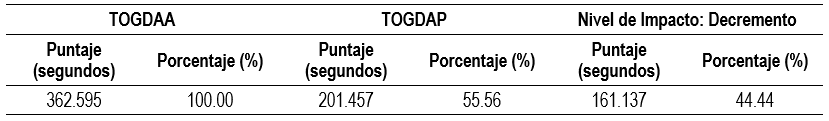 TOGDAA TOGDAP Nivel de Impacto: Decremento
Puntaje (segundos) Porcentaje (%) Puntaje (segundos) Porcentaje (%) Puntaje (segundos) Porcentaje (%)
362.595 100.00 201.457 55.56 161.137 44.44